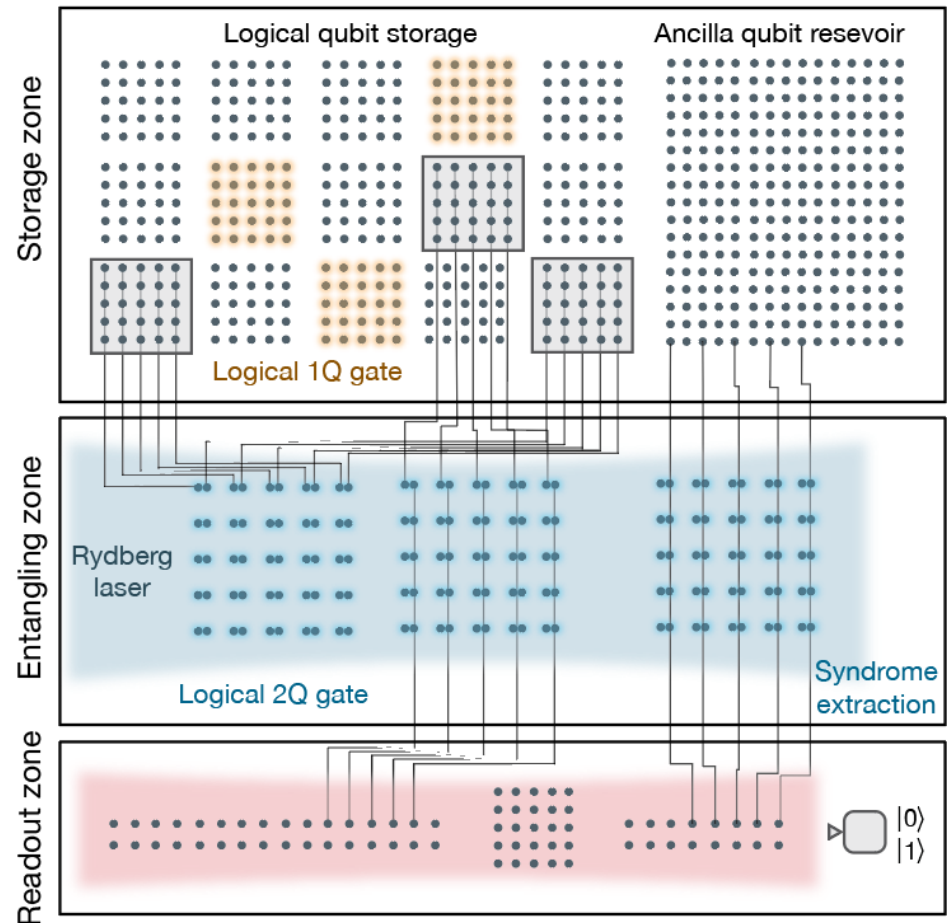 Storage zone
Logical qubit storage
Ancilla qubit resevoir
Logical 1Q gate
Entangling zone
Rydberg
laser
Logical 2Q gate
Syndrome
extraction
Readout zone
|0⟩
|1⟩